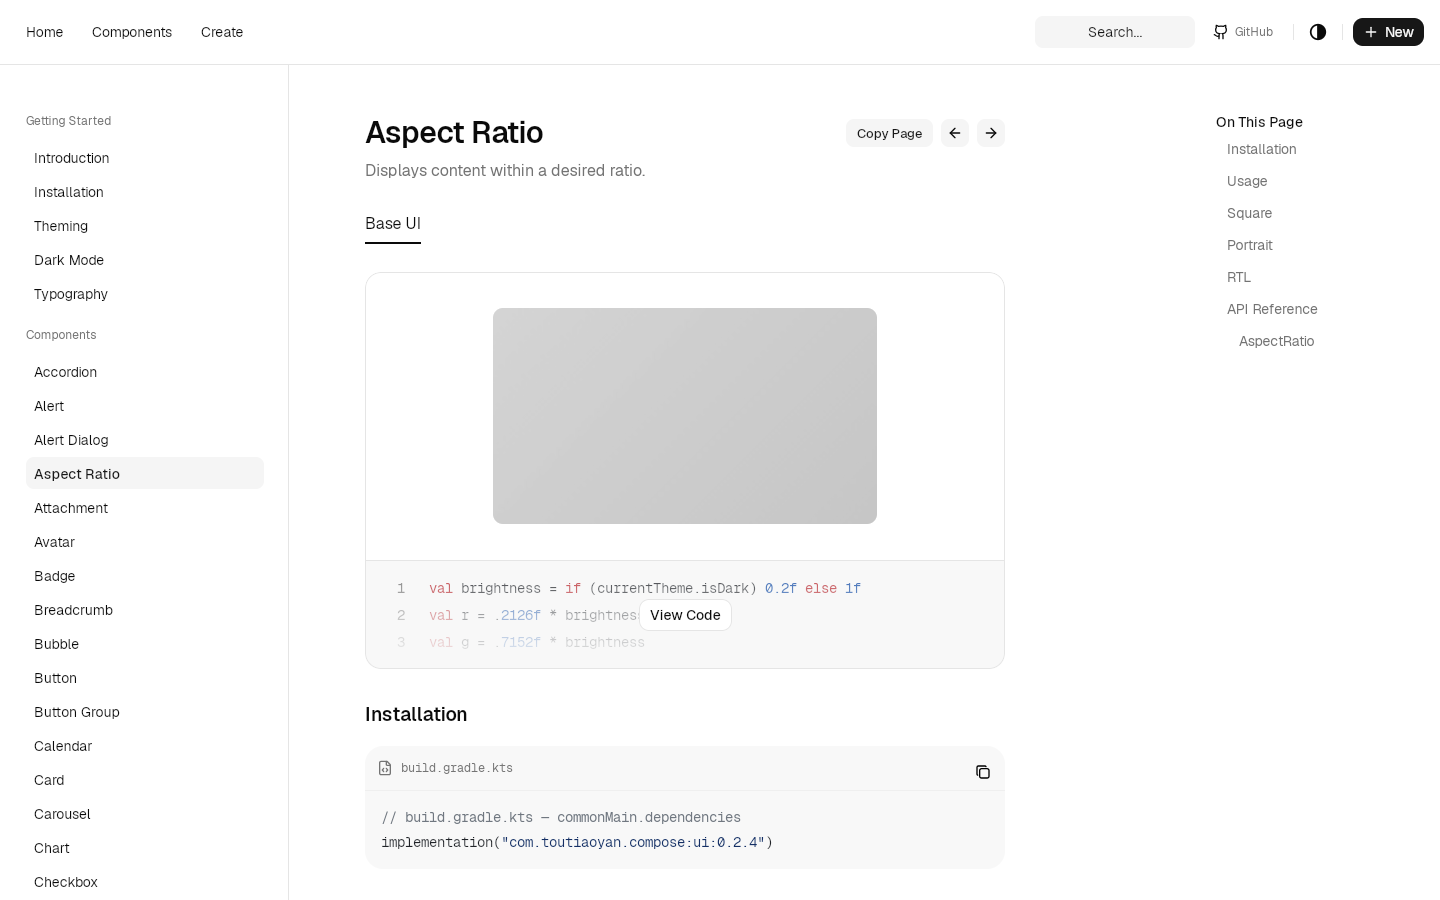 Home
Components
Create
Search...
GitHub
New
Getting Started
Introduction
Installation
Theming
Dark Mode
Typography
Components
Accordion
Alert
Alert Dialog
Aspect Ratio
Attachment
Avatar
Badge
Breadcrumb
Bubble
Button
Button Group
Calendar
Card
Carousel
Chart
Checkbox
Aspect Ratio
Copy Page
Displays content within a desired ratio.
Base UI
1 val brightness = if (currentTheme.isDark) 0.2f else 1f
2 val r = .2126f * brightness
View Code
3 val g = .7152f * brightness
Installation
build.gradle.kts
// build.gradle.kts — commonMain.dependencies
implementation("com.toutiaoyan.compose:ui:0.2.4")
On This Page
Installation
Usage
Square
Portrait
RTL
API Reference
AspectRatio